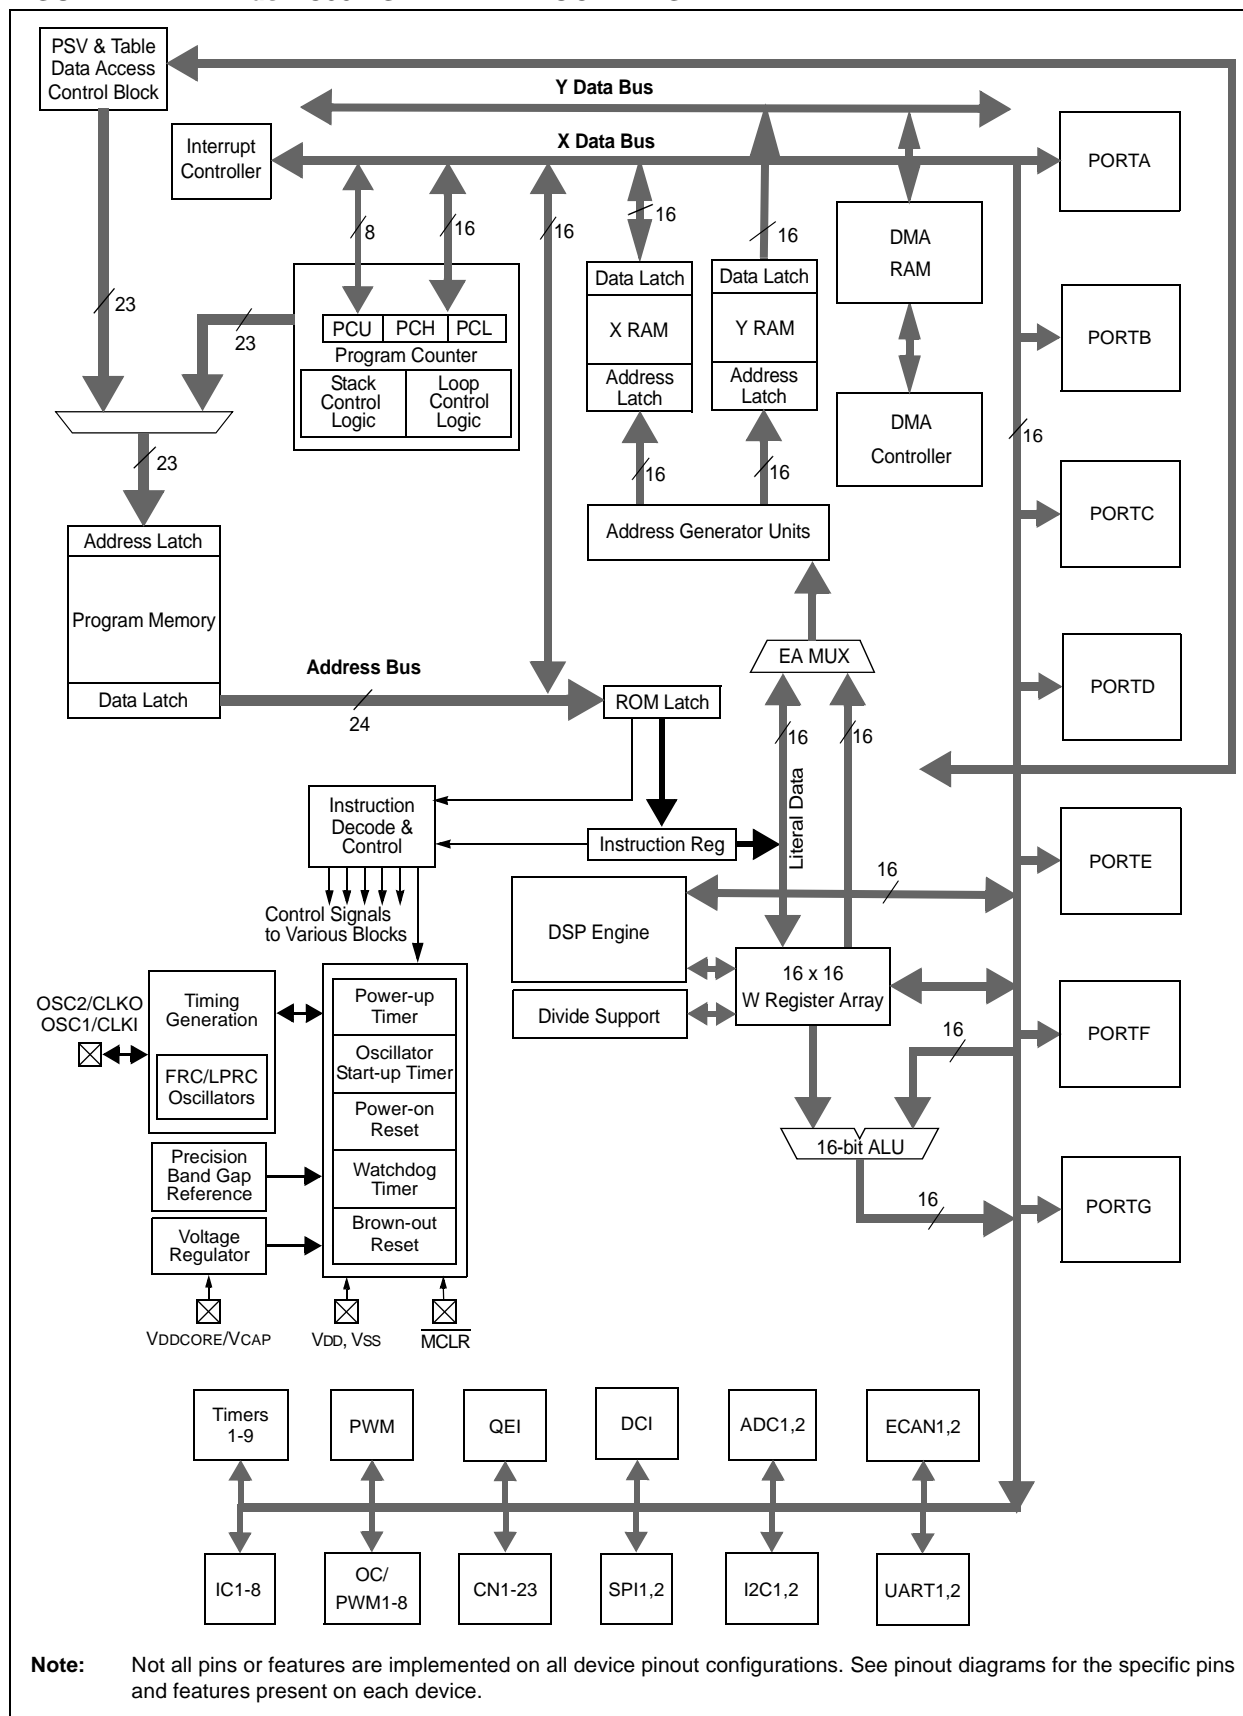 PSV & Table
Data Access
Control Block
Y Data Bus
Interrupt
Controller
X Data Bus
PORTA
8
16
16
16
16
DMA
RAM
23
23
Data Latch
Data Latch
PCU
PCH
PCL
X RAM
Y RAM
PORTB
Program Counter
Stack
Control
Logic
Loop
Control
Logic
Address
Latch
Address
Latch
DMA
Controller
16
23
16
16
PORTC
Address Latch
Address Generator Units
Program Memory
EA MUX
Address Bus
PORTD
Data Latch
24
ROM Latch
16
16
Literal Data
Instruction
Decode &
Control
Instruction Reg
PORTE
16
Control Signals
to Various Blocks
DSP Engine
16 x 16
W Register Array
OSC2/CLKO
OSC1/CLKI
Timing
Generation
Power-up
Timer
Divide Support
FRC/LPRC
Oscillators
Oscillator
Start-up Timer
16
PORTF
Power-on
Reset
16-bit ALU
Precision
Band Gap
Reference
Watchdog
Timer
16
PORTG
Voltage
Regulator
Brown-out
Reset
VDDCORE/VCAP
VDD, VSS
MCLR
Timers
1-9
PWM
QEI
DCI
ADC1,2
ECAN1,2
IC1-8
OC/
PWM1-8
CN1-23
SPI1,2
I2C1,2
UART1,2
Note: Not all pins or features are implemented on all device pinout configurations. See pinout diagrams for the specific pins
and features present on each device.